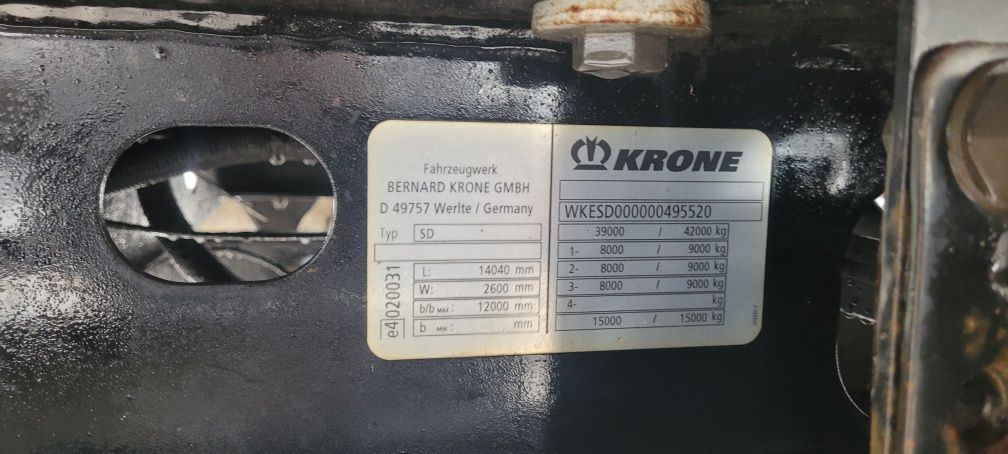 Fahrzeugwerk
BERNARD KRONE GMBH
D 49757 Werlte / Germany
Typ SD
L: 14040 mm
W: 2600 mm
b/b MAX: 12000 mm
b MIN: mm
e4 020031
KRONE
WKESD000000495520
39000 / 42000 kg
1- 8000 / 9000 kg
2- 8000 / 9000 kg
3- 8000 / 9000 kg
4- kg
15000 / 15000 kg